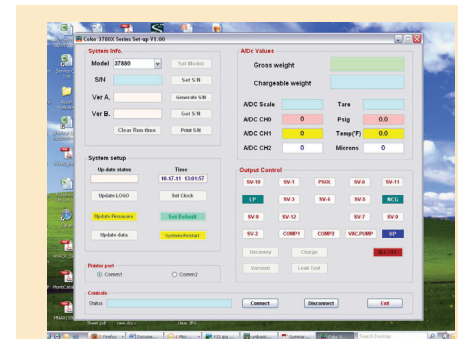 Color 3780X Series Set-up V1.00
System Info.
Model 37880 Set Model
S/N Set S/N
Ver A. Generate S/N
Ver B. Get S/N
Clear Run time Print S/N
A/Dc Values
Gross weight
Chargeable weight
A/DC Scale Tare
A/DC CH0 0 Psig 0.0
A/DC CH1 0 Temp(°F) 0.0
A/DC CH2 0 Microns 0
System setup
Up-date status Time
10-17-11 13:01:57
Update LOGO Set Clock
Update Firmware Set Default
Update data System Restart
Output Control
SV-10 SV-1 PSOL SV-6 SV-11
LP SV-3 SV-4 SV-5 NCG
SV-8 SV-12 SV-7 SV-9
SV-2 COMP1 COMP2 VAC.PUMP HP
Recovery Charge ALL OFF
Vacuum Leak Test
Printer port
Comm1 Comm2
Controls
Status Connect Disconnect Exit